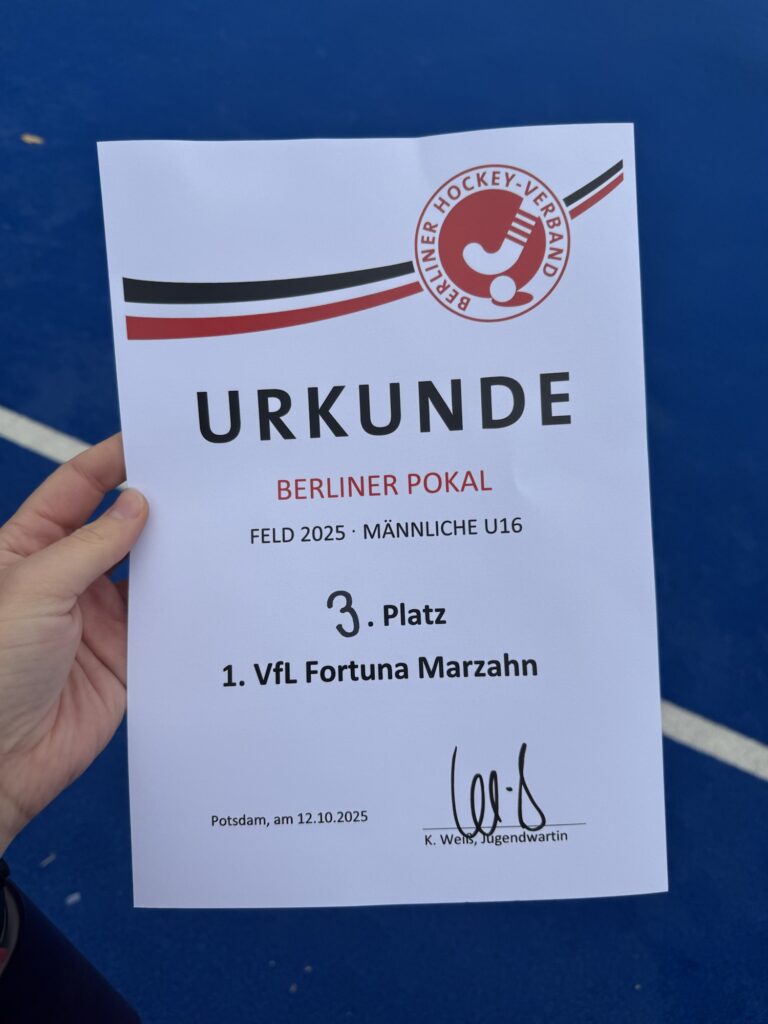 BERLINER HOCKEY-VERBAND
URKUNDE
BERLINER POKAL
FELD 2025 · MÄNNLICHE U16
3. Platz
1. VfL Fortuna Marzahn
Potsdam, am 12.10.2025
K. Weiß, Jugendwartin